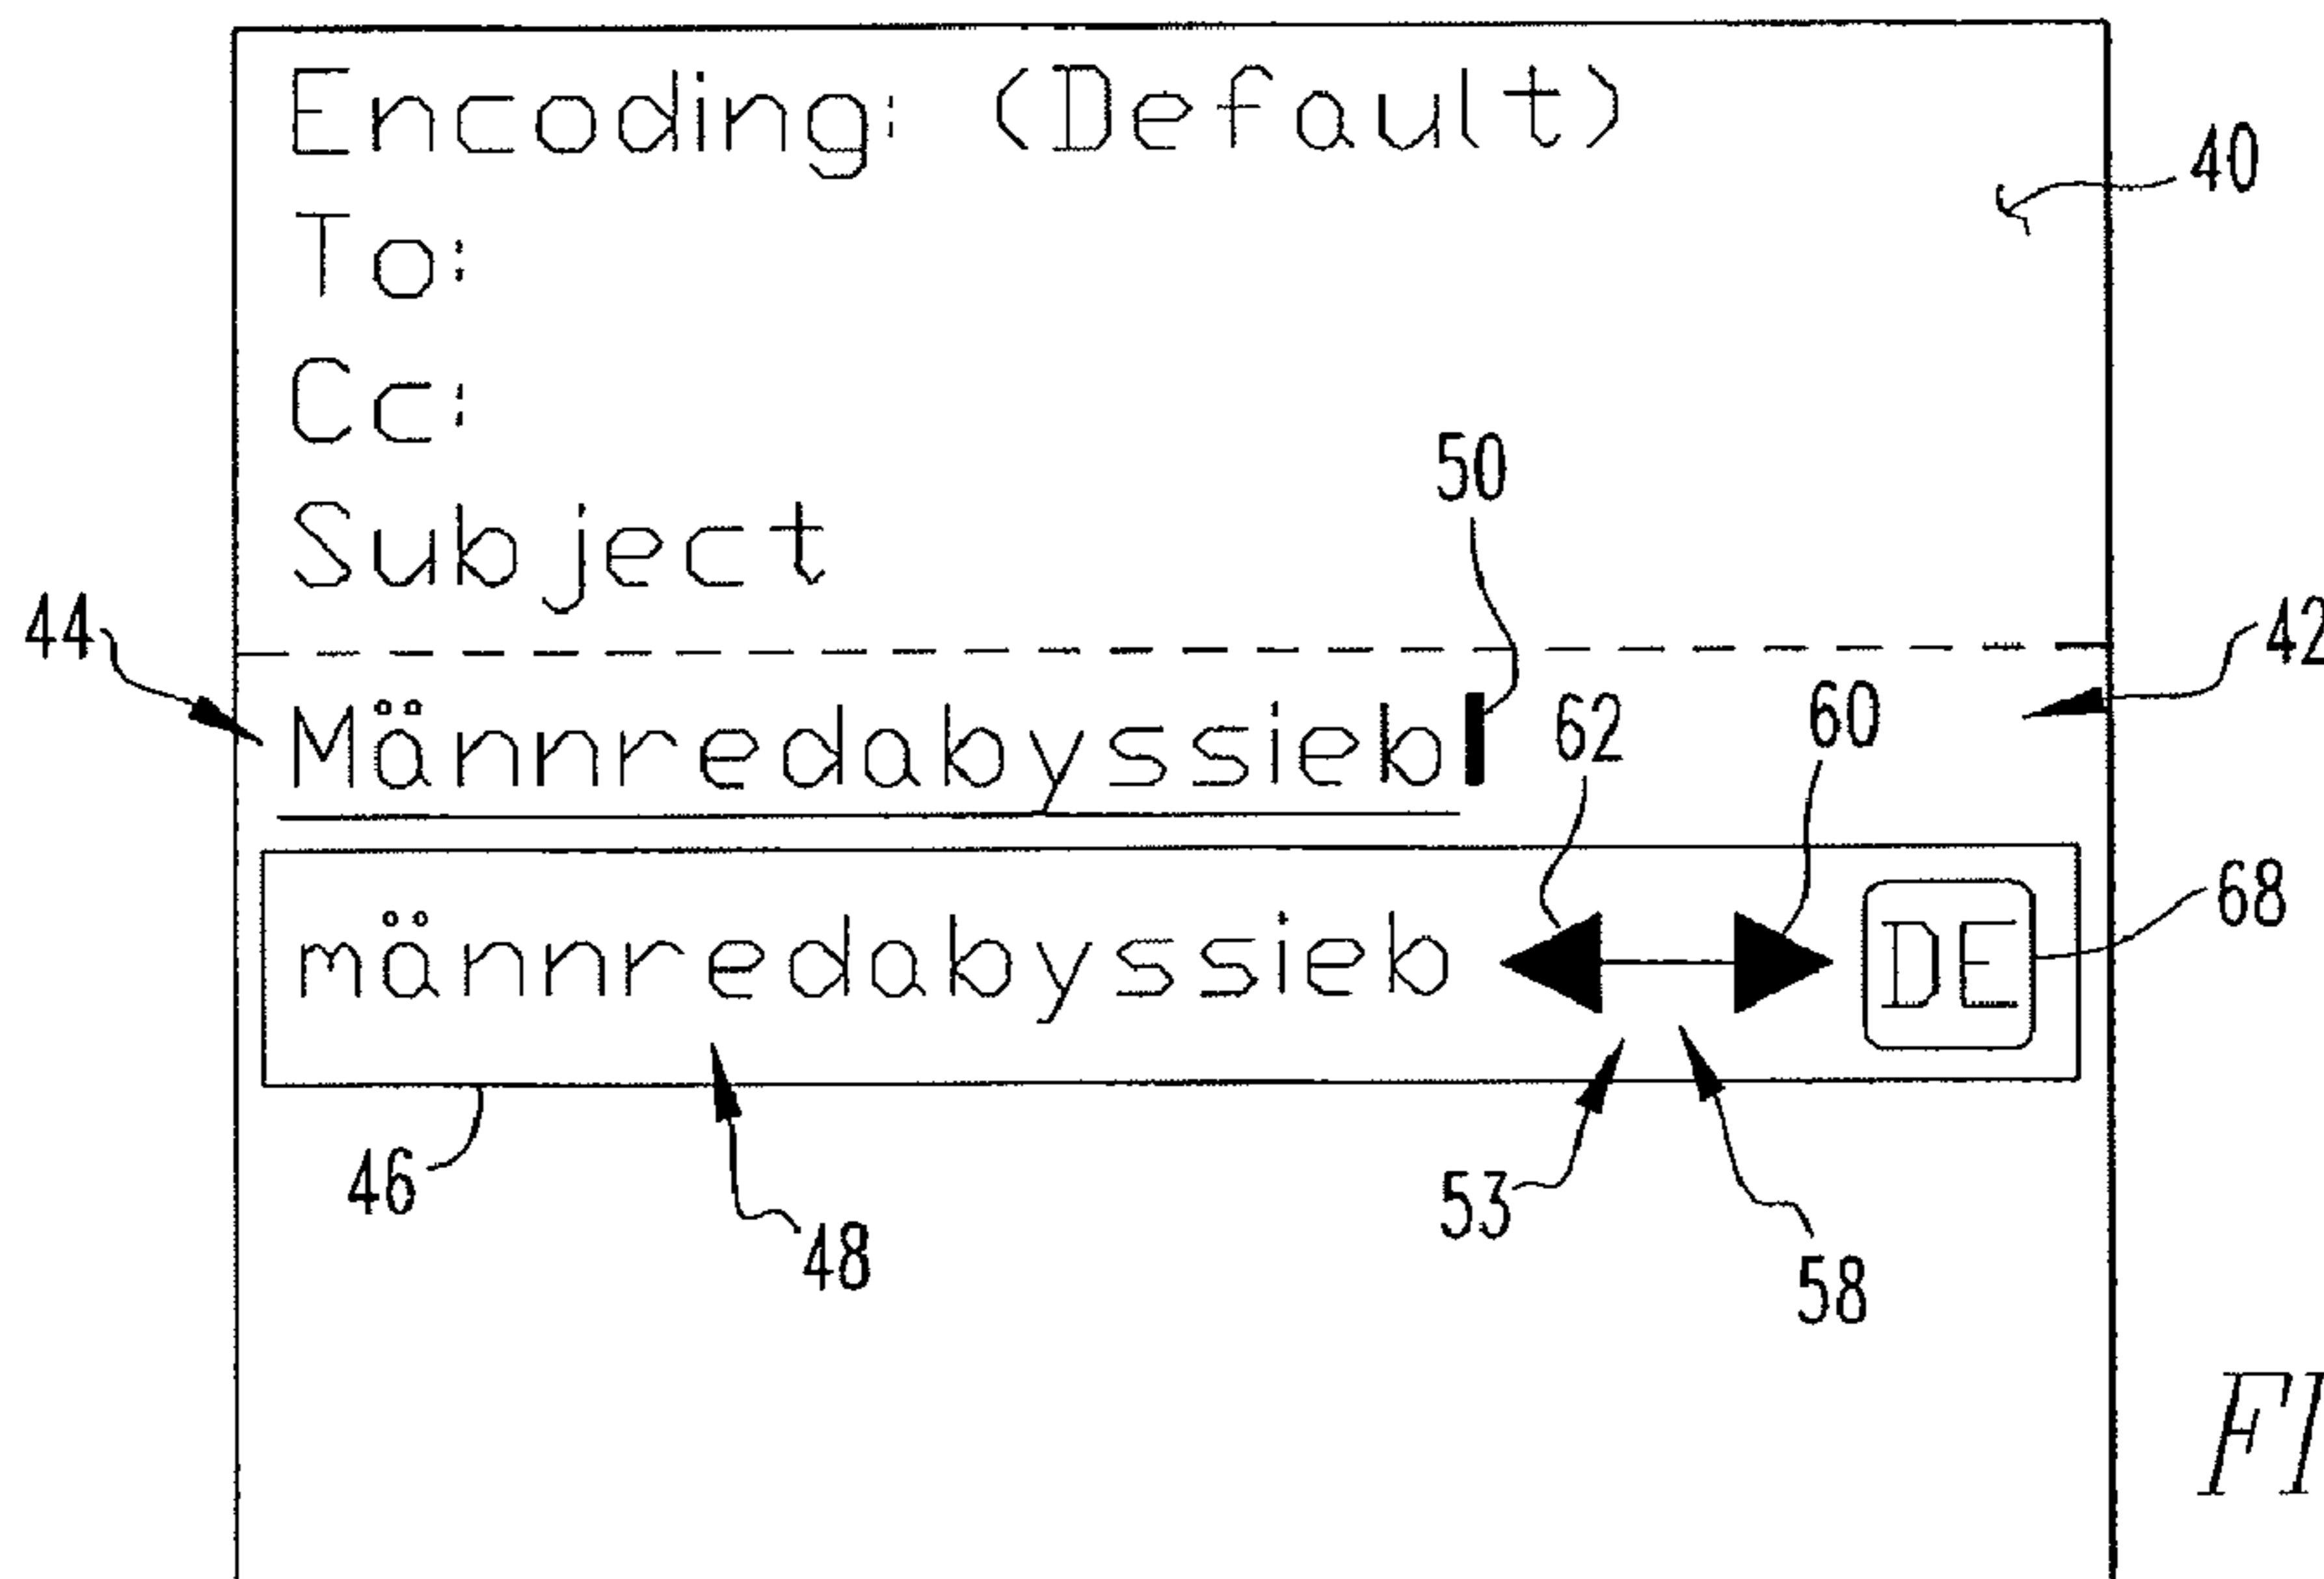 Encoding: (Default)
40
To:
Cc:
50
Subject
44
42
Männredabyssieb
62
60
männredabyssieb
DE
68
46
48
53
58
FI